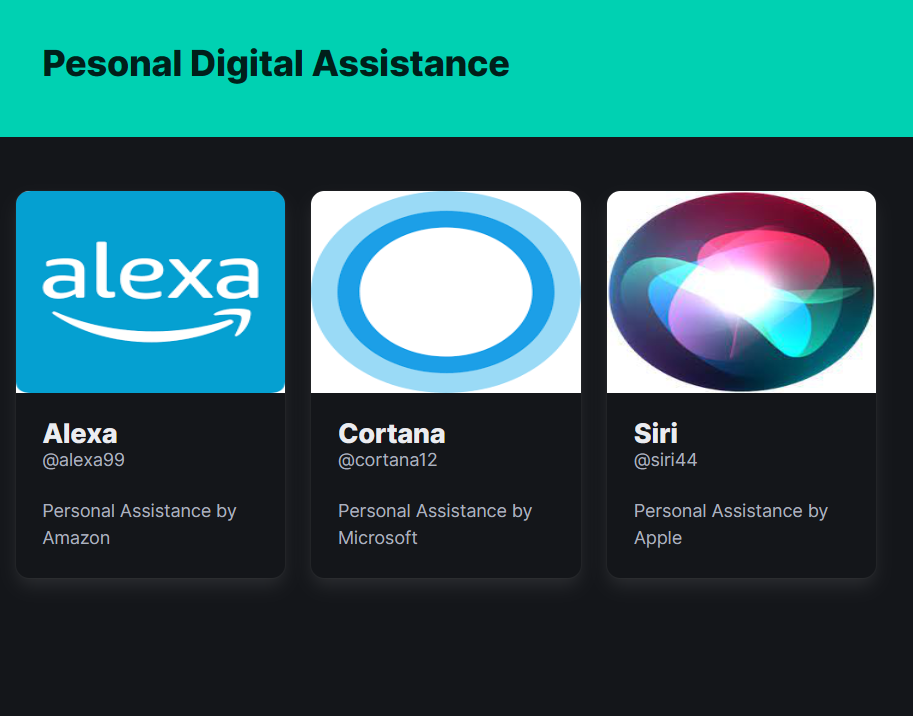 Pesonal Digital Assistance
alexa
Alexa
@alexa99
Personal Assistance by
Amazon
Cortana
@cortana12
Personal Assistance by
Microsoft
Siri
@siri44
Personal Assistance by
Apple